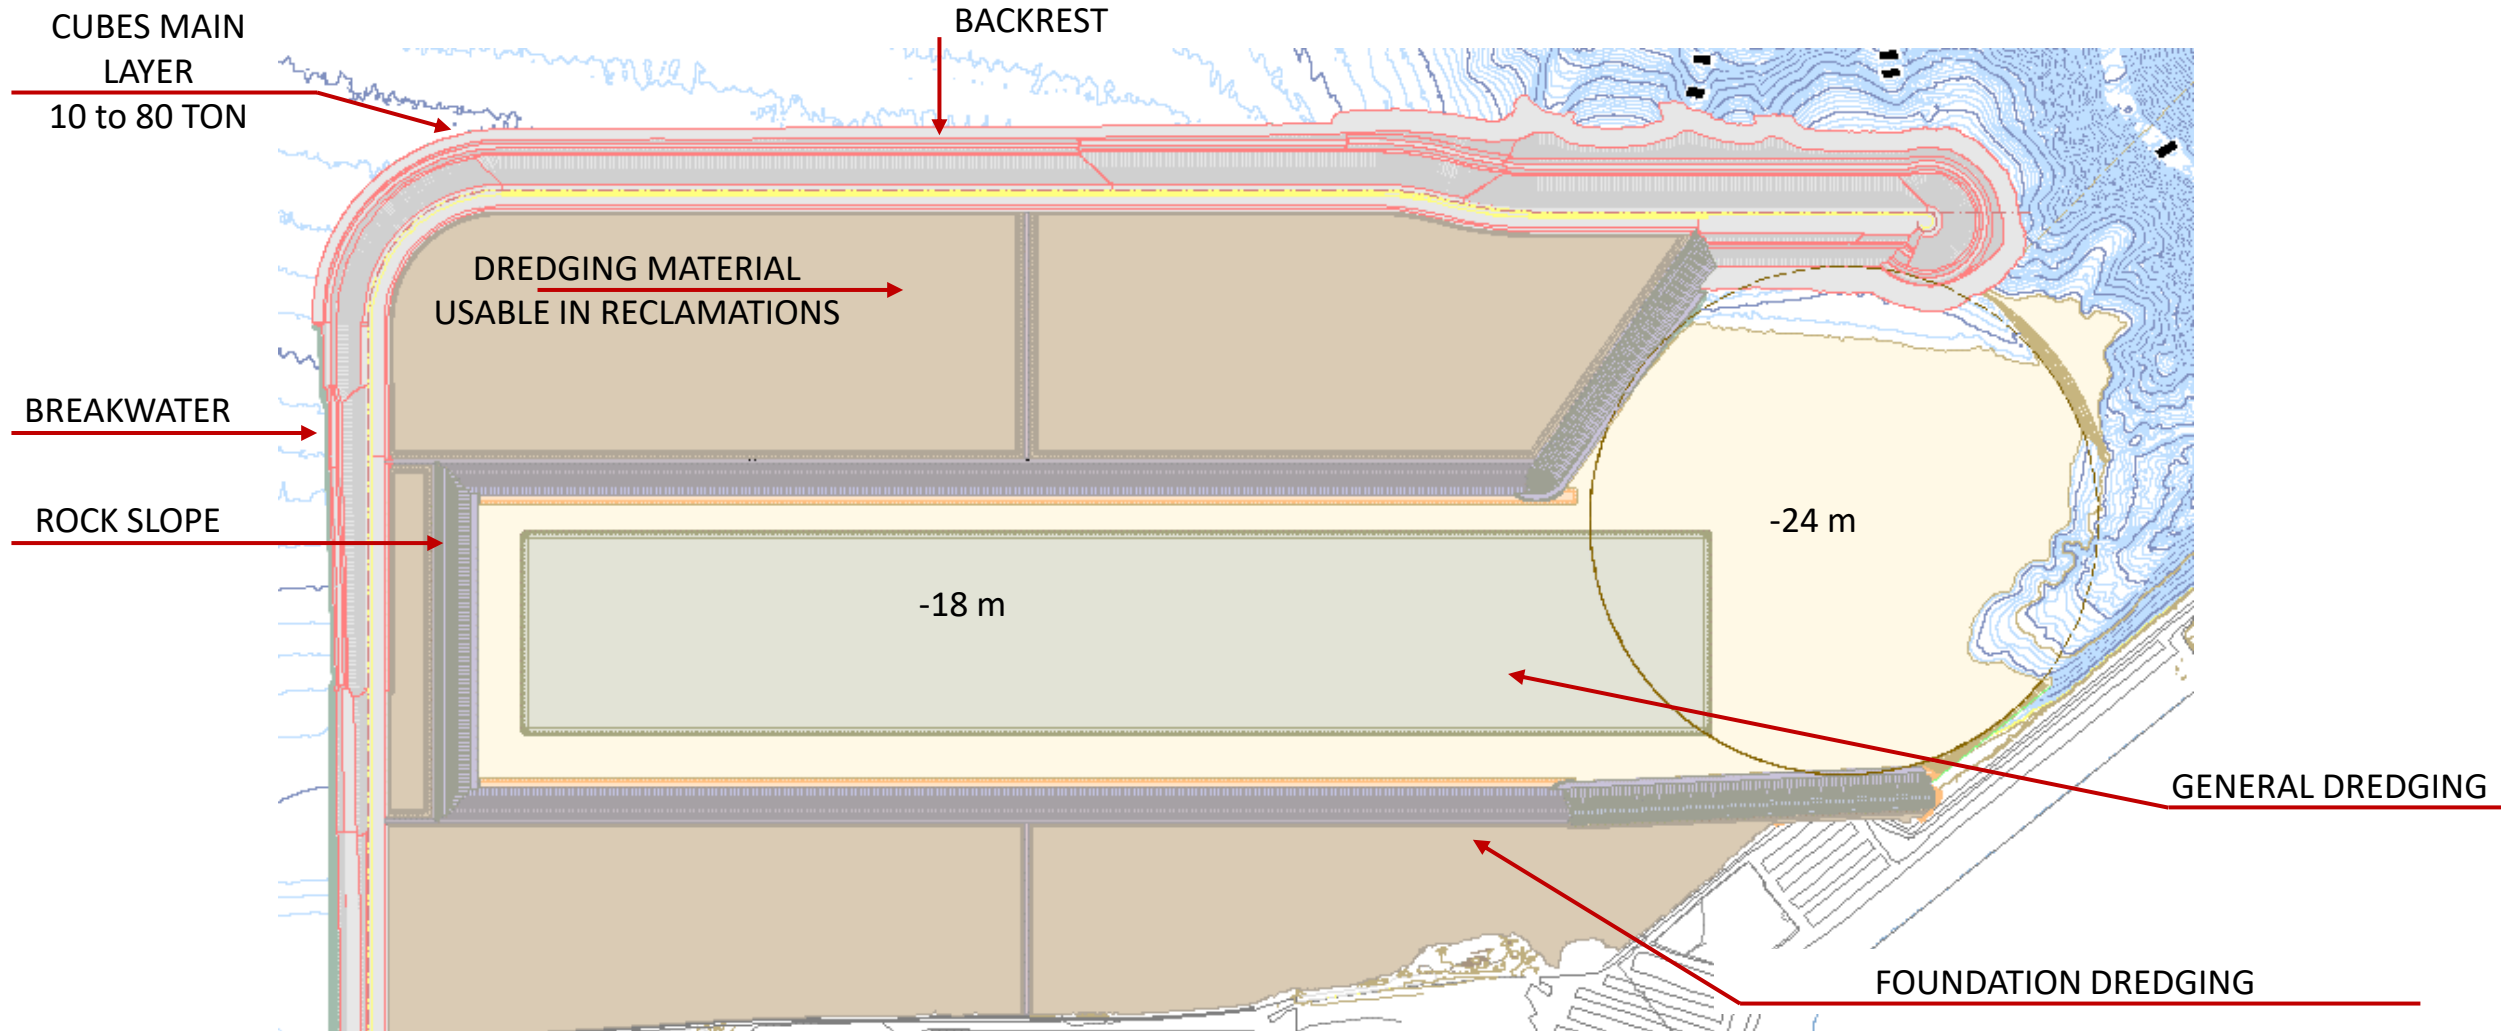 CUBES MAIN
LAYER
10 to 80 TON
BACKREST
DREDGING MATERIAL
USABLE IN RECLAMATIONS
BREAKWATER
ROCK SLOPE
-24 m
-18 m
GENERAL DREDGING
FOUNDATION DREDGING